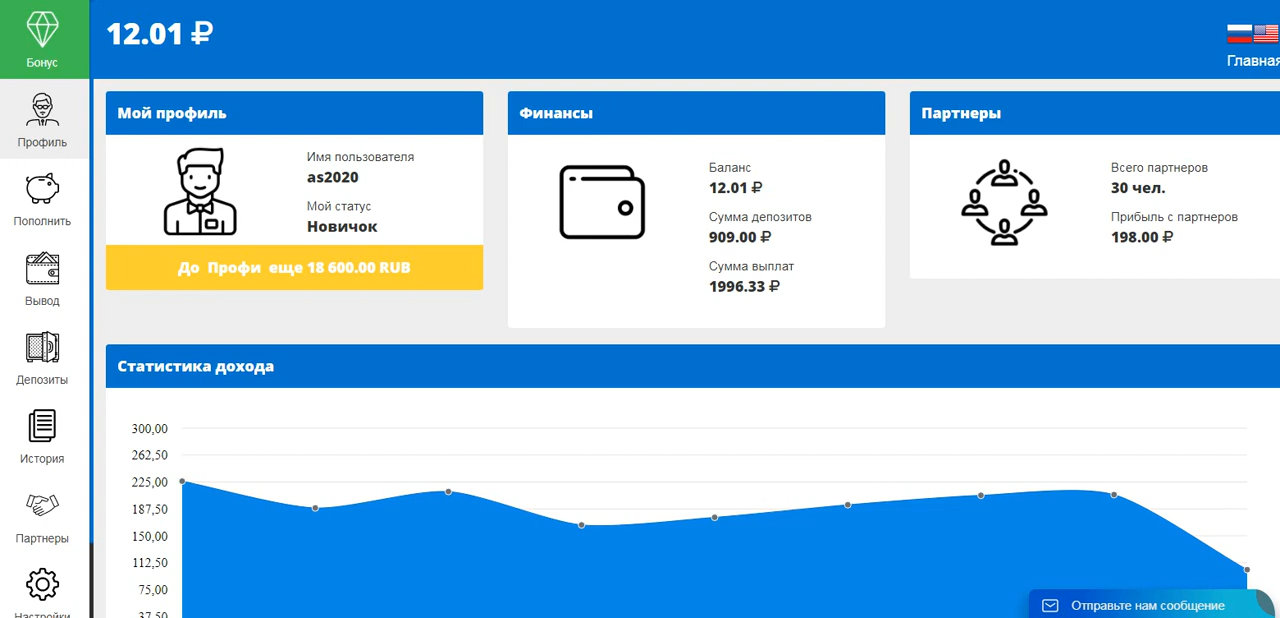 12.01 ₽
Главная
Бонус
Профиль
Пополнить
Вывод
Депозиты
История
Партнеры
Настройки
Мой профиль
Имя пользователя
as2020
Мой статус
Новичок
До Профи еще 18 600.00 RUB
Финансы
Баланс
12.01 ₽
Сумма депозитов
909.00 ₽
Сумма выплат
1996.33 ₽
Партнеры
Всего партнеров
30 чел.
Прибыль с партнеров
198.00 ₽
Статистика дохода
300,00
262,50
225,00
187,50
150,00
112,50
75,00
37,50
Отправьте нам сообщение